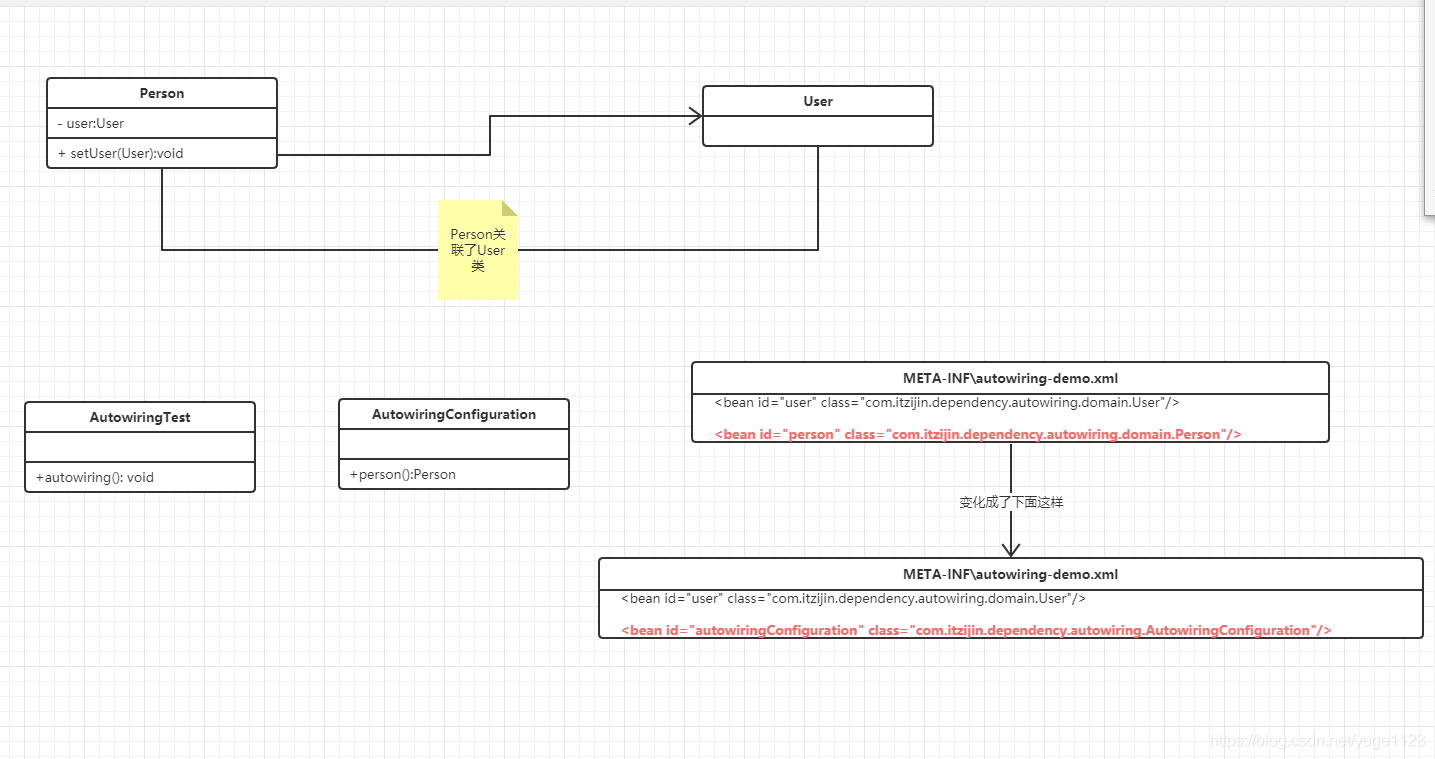 Person
- user:User
+ setUser(User):void
User
Person关
联了User
类
AutowiringTest
+autowiring(): void
AutowiringConfiguration
+person():Person
META-INF\autowiring-demo.xml
<bean id="user" class="com.itzijin.dependency.autowiring.domain.User"/>
<bean id="person" class="com.itzijin.dependency.autowiring.domain.Person"/>
变化成了下面这样
META-INF\autowiring-demo.xml
<bean id="user" class="com.itzijin.dependency.autowiring.domain.User"/>
<bean id="autowiringConfiguration" class="com.itzijin.dependency.autowiring.AutowiringConfiguration"/>
https://blog.csdn.net/yuge1123